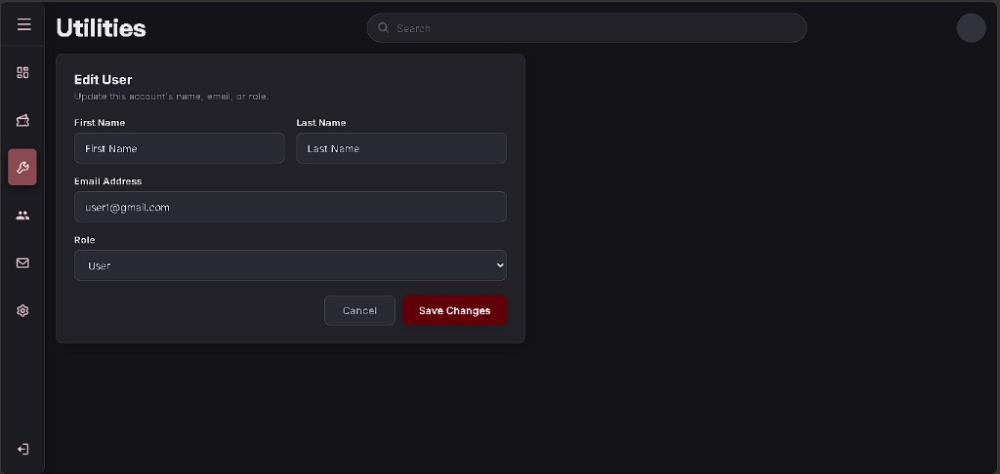 Utilities
Search
Edit User
Update this account's name, email, or role.
First Name
Last Name
First Name
Last Name
Email Address
user1@gmail.com
Role
User
Cancel
Save Changes